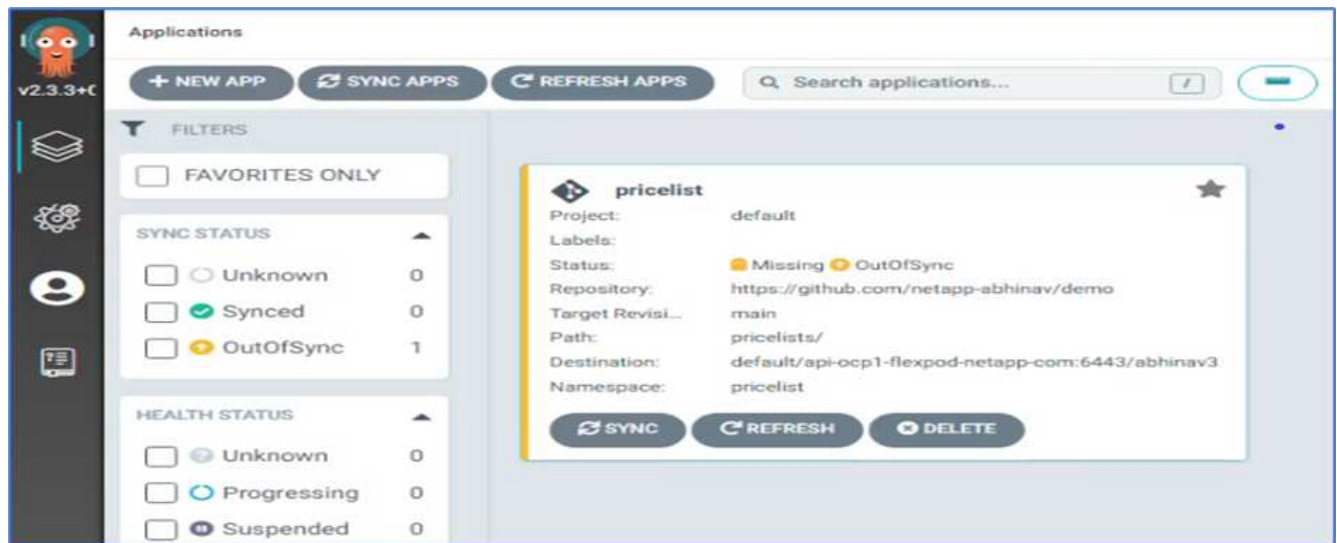 Applications
v2.3.3+
+ NEW APP
SYNC APPS
REFRESH APPS
Search applications...
/
FILTERS
FAVORITES ONLY
SYNC STATUS
Unknown 0
Synced 0
OutOfSync 1
HEALTH STATUS
Unknown 0
Progressing 0
Suspended 0
pricelist
Project: default
Labels:
Status: Missing OutOfSync
Repository: https://github.com/netapp-abhinav/demo
Target Revisi... main
Path: pricelists/
Destination: default/api-ocp1-flexpod-netapp-com:6443/abhinav3
Namespace: pricelist
SYNC
REFRESH
DELETE